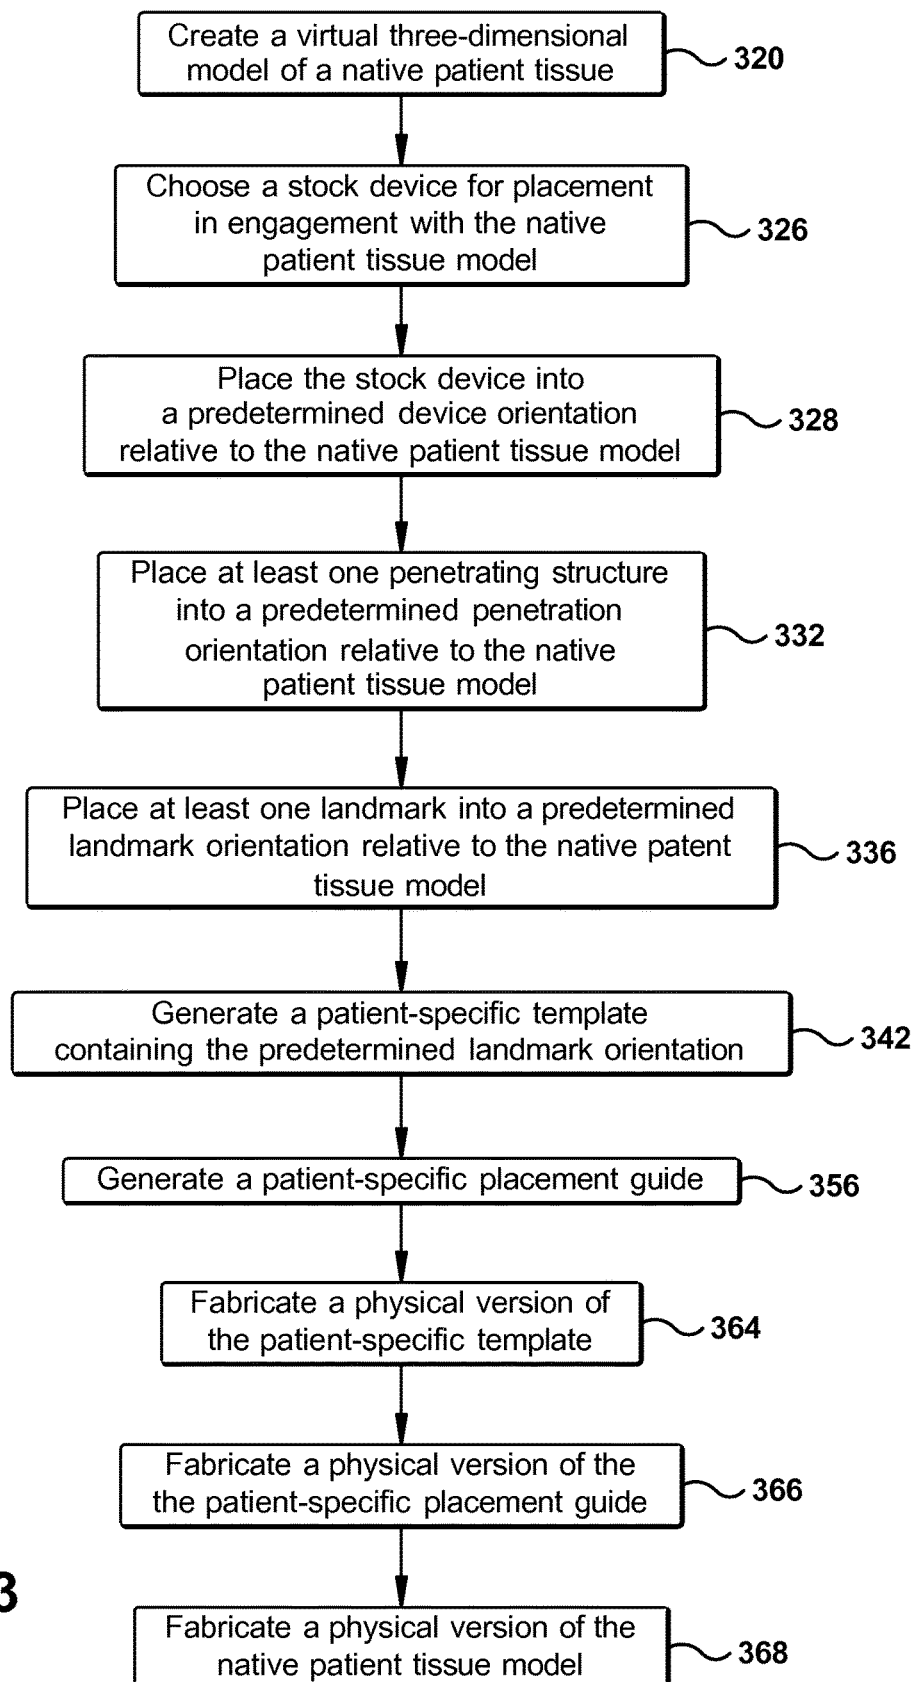 Create a virtual three-dimensional
model of a native patient tissue
320
Choose a stock device for placement
in engagement with the native
patient tissue model
326
Place the stock device into
a predetermined device orientation
relative to the native patient tissue model
328
Place at least one penetrating structure
into a predetermined penetration
orientation relative to the native
patient tissue model
332
Place at least one landmark into a predetermined
landmark orientation relative to the native patent
tissue model
336
Generate a patient-specific template
containing the predetermined landmark orientation
342
Generate a patient-specific placement guide
356
Fabricate a physical version of
the patient-specific template
364
Fabricate a physical version of the
the patient-specific placement guide
366
3
Fabricate a physical version of the
native patient tissue model
368